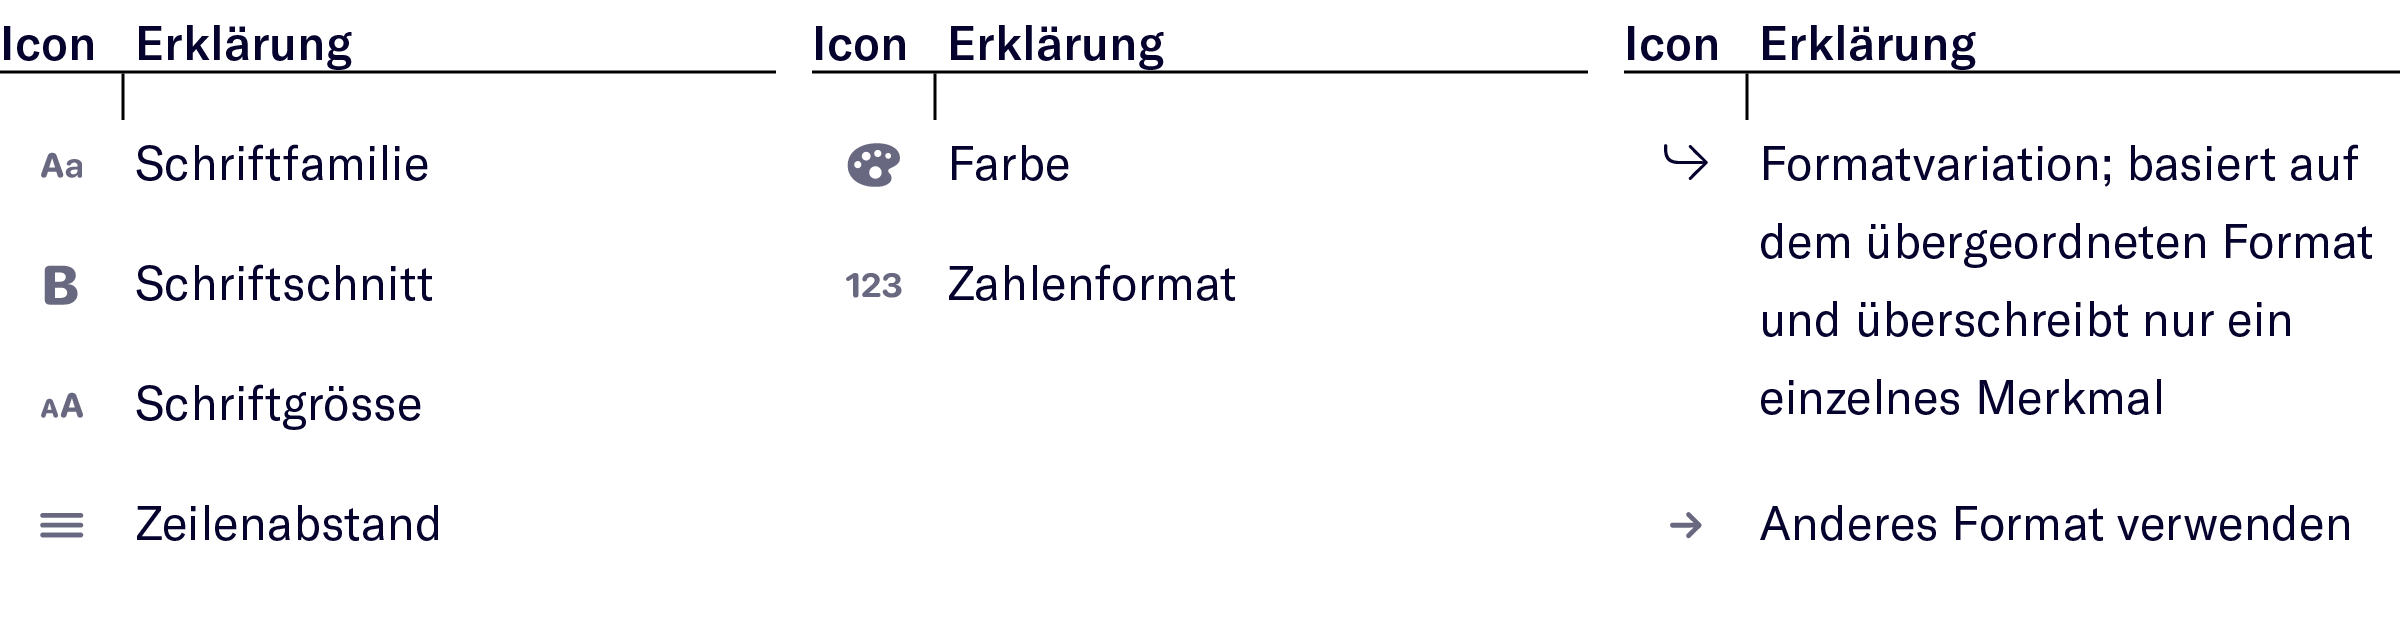 Icon Erklärung
Aa Schriftfamilie
B Schriftschnitt
AA Schriftgrösse
Zeilenabstand
Icon Erklärung
Farbe
123 Zahlenformat
Icon Erklärung
Formatvariation; basiert auf
dem übergeordneten Format
und überschreibt nur ein
einzelnes Merkmal
Anderes Format verwenden